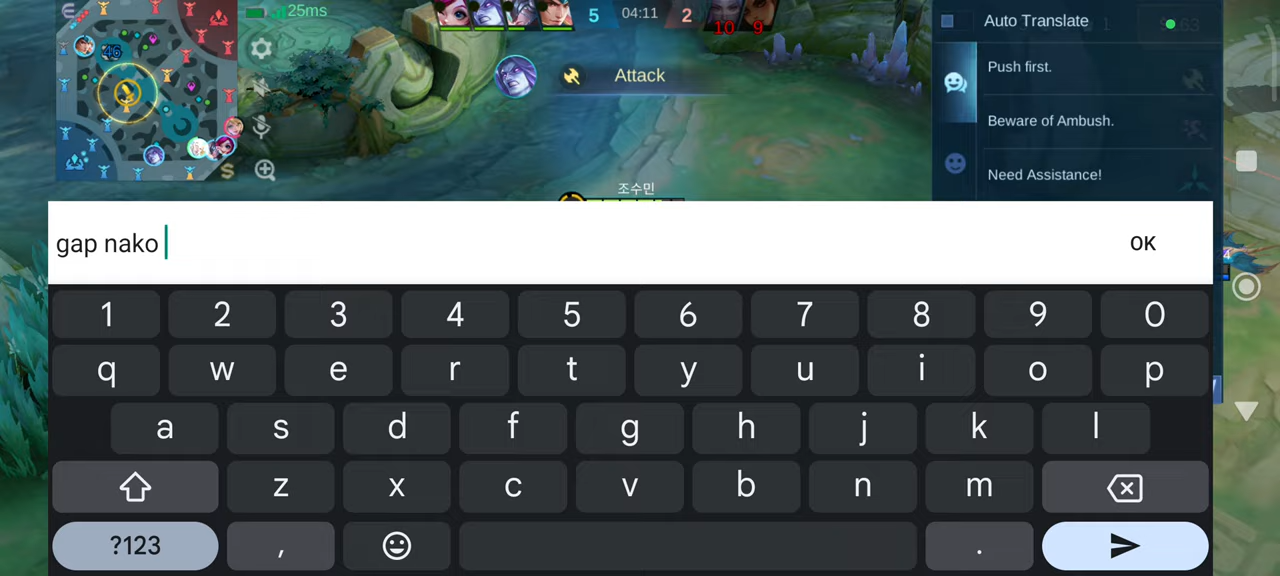 25ms
46
5 04:11 2
10 9
Attack
Auto Translate
Push first.
Beware of Ambush.
Need Assistance!
조수민
gap nako
OK
1 2 3 4 5 6 7 8 9 0
q w e r t y u i o p
a s d f g h j k l
z x c v b n m
?123 , .